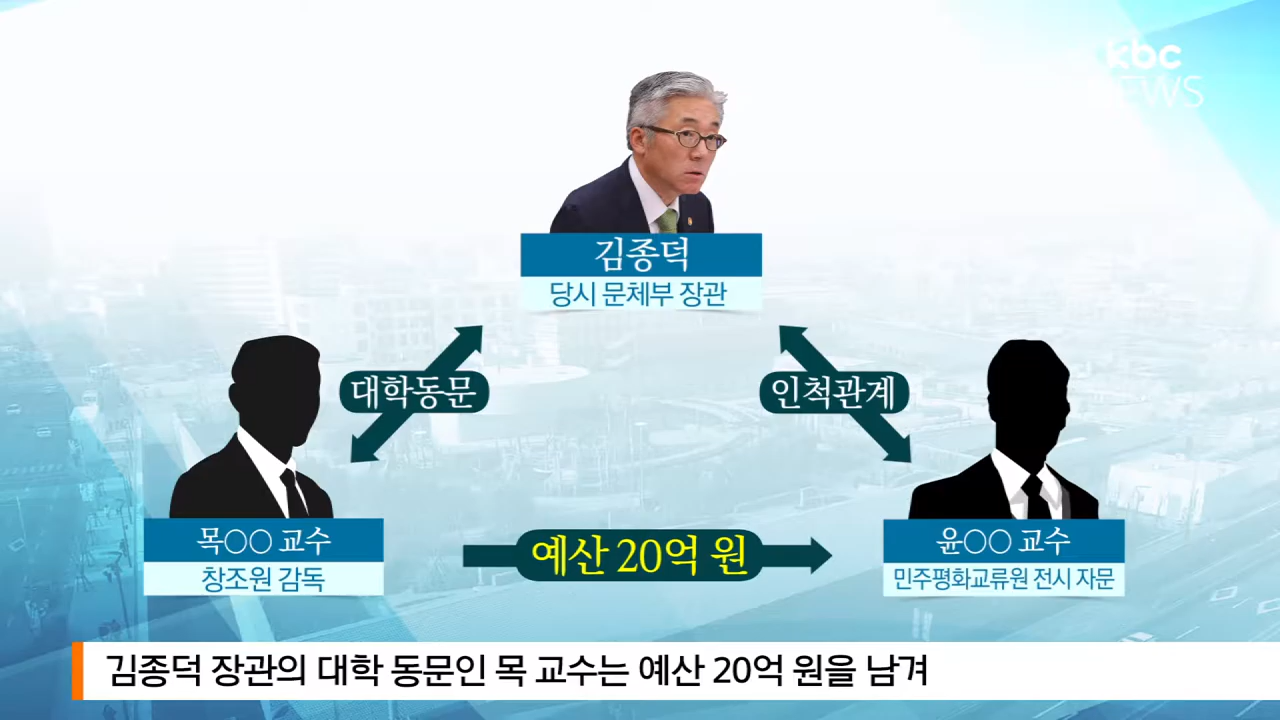 kbc
NEWS
김종덕
당시 문체부 장관
대학동문
인척관계
목○○ 교수
창조원 감독
예산 20억 원
윤○○ 교수
민주평화교류원 전시 자문
김종덕 장관의 대학 동문인 목 교수는 예산 20억 원을 남겨